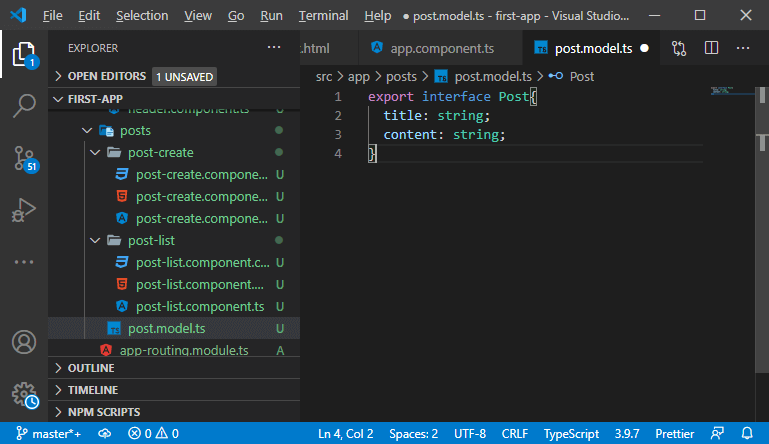 File Edit Selection View Go Run Terminal Help post.model.ts - first-app - Visual Studio...
EXPLORER
.html app.component.ts post.model.ts
OPEN EDITORS 1 UNSAVED
src > app > posts > post.model.ts > Post
FIRST-APP
header.component.ts U
posts
post-create
post-create.compone... U
post-create.compone... U
post-create.compone... U
post-list
post-list.component.c... U
post-list.component.... U
post-list.component.ts U
post.model.ts U
app-routing.module.ts A
OUTLINE
TIMELINE
NPM SCRIPTS
1 export interface Post{
2 title: string;
3 content: string;
4 }
1
51
master*+ 0 0 Ln 4, Col 2 Spaces: 2 UTF-8 CRLF TypeScript 3.9.7 Prettier